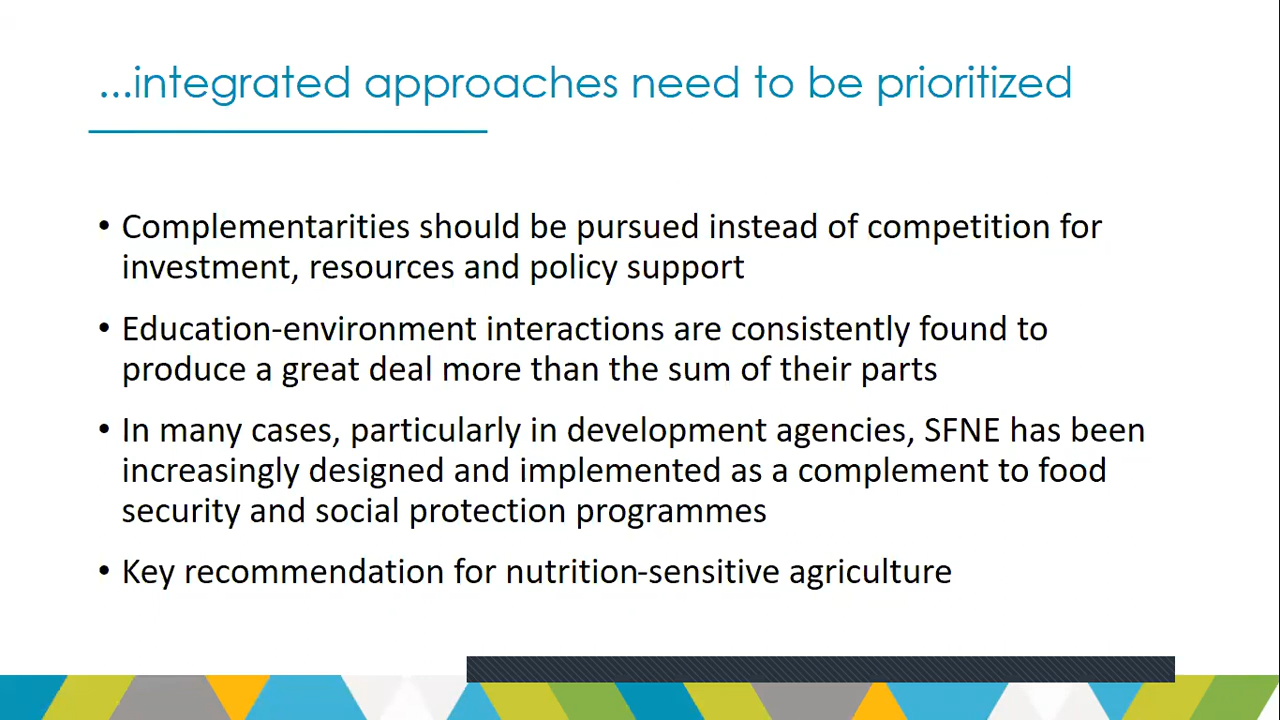 ...integrated approaches need to be prioritized
• Complementarities should be pursued instead of competition for
investment, resources and policy support
• Education-environment interactions are consistently found to
produce a great deal more than the sum of their parts
• In many cases, particularly in development agencies, SFNE has been
increasingly designed and implemented as a complement to food
security and social protection programmes
• Key recommendation for nutrition-sensitive agriculture